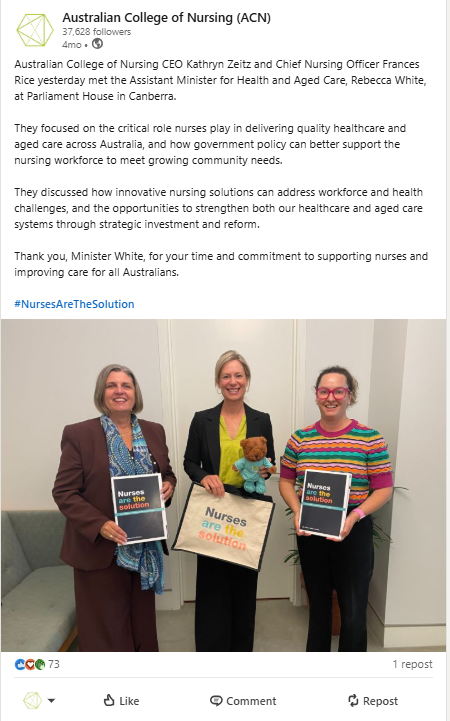 Australian College of Nursing (ACN)
37,628 followers
4mo •
Australian College of Nursing CEO Kathryn Zeitz and Chief Nursing Officer Frances
Rice yesterday met the Assistant Minister for Health and Aged Care, Rebecca White,
at Parliament House in Canberra.
They focused on the critical role nurses play in delivering quality healthcare and
aged care across Australia, and how government policy can better support the
nursing workforce to meet growing community needs.
They discussed how innovative nursing solutions can address workforce and health
challenges, and the opportunities to strengthen both our healthcare and aged care
systems through strategic investment and reform.
Thank you, Minister White, for your time and commitment to supporting nurses and
improving care for all Australians.
#NursesAreTheSolution
Nurses
are the
solution
Nurses
are the
solution
Nurses
are the
solution
73
1 repost
Like
Comment
Repost